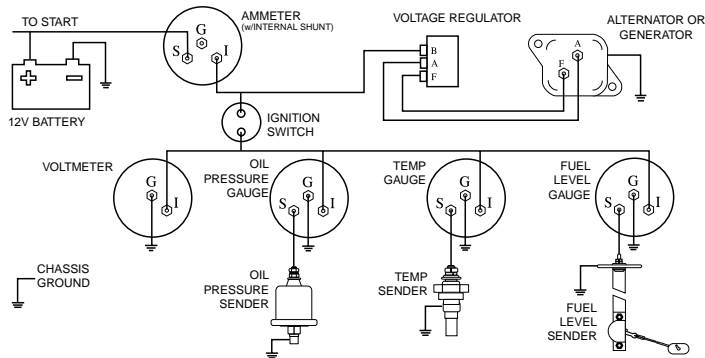 TO START
AMMETER
(w/INTERNAL SHUNT)
VOLTAGE REGULATOR
ALTERNATOR OR
GENERATOR
G
S
I
B
A
F
A
F
12V BATTERY
IGNITION
SWITCH
VOLTMETER
OIL
PRESSURE
GAUGE
TEMP
GAUGE
FUEL
LEVEL
GAUGE
G
I
G
S
I
G
S
I
G
S
I
CHASSIS
GROUND
OIL
PRESSURE
SENDER
TEMP
SENDER
FUEL
LEVEL
SENDER